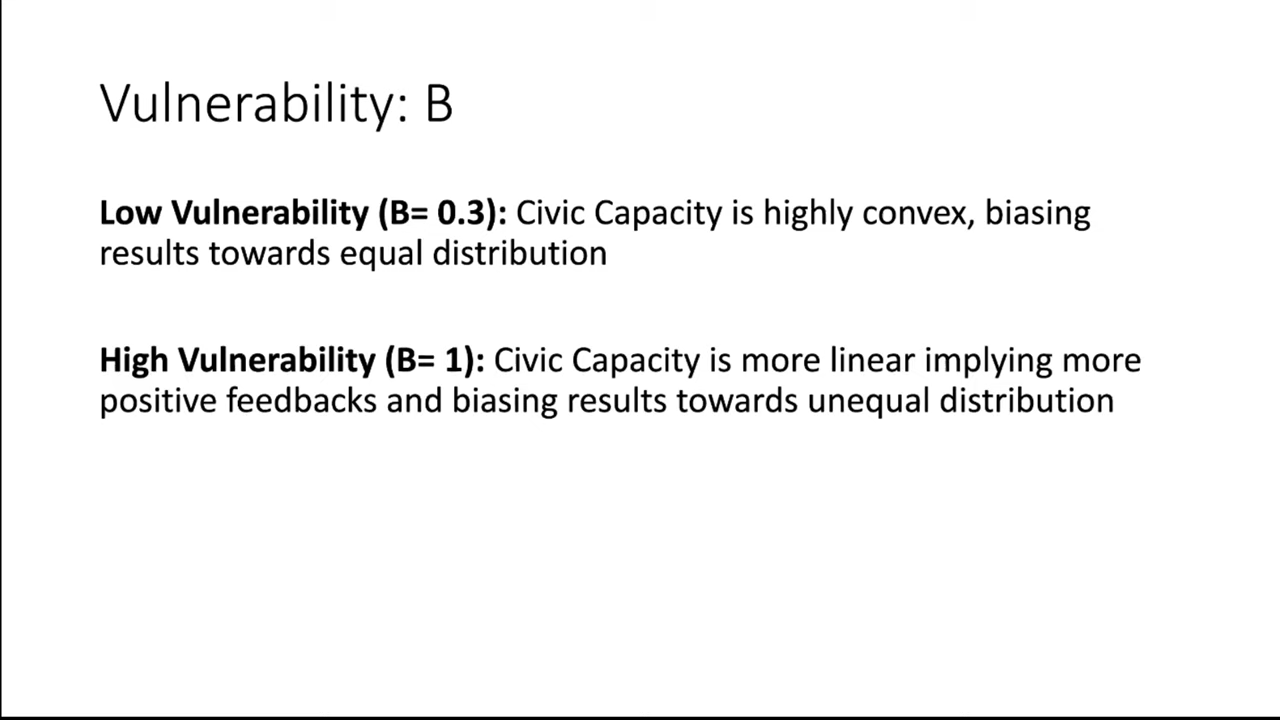 Vulnerability: B
Low Vulnerability (B= 0.3): Civic Capacity is highly convex, biasing
results towards equal distribution
High Vulnerability (B= 1): Civic Capacity is more linear implying more
positive feedbacks and biasing results towards unequal distribution